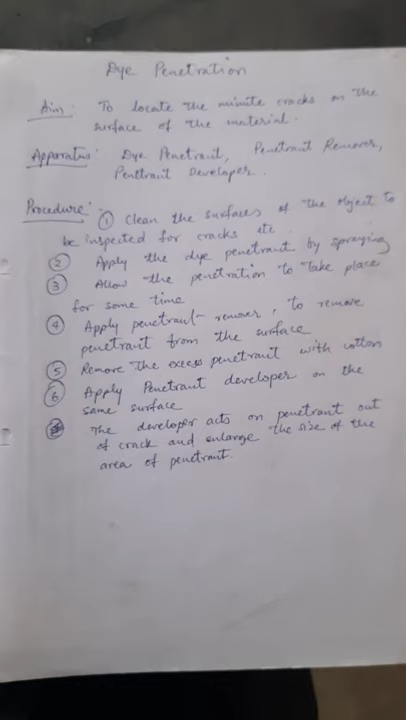 Dye Penetration
Aim: To locate the minute cracks on the
surface of the material.
Apparatus: Dye Penetrant, Penetrant Remover,
Penetrant Developer.
Procedure: ① Clean the surfaces of the object to
be inspected for cracks etc.
② Apply the dye penetrant by spraying
③ Allow the penetration to take place
for some time
④ Apply penetrant remover, to remove
penetrant from the surface
⑤ Remove the excess penetrant with cotton
⑥ Apply Penetrant developer on the
same surface
The developer acts on penetrant out
of crack and enlarge the size of the
area of penetrant.